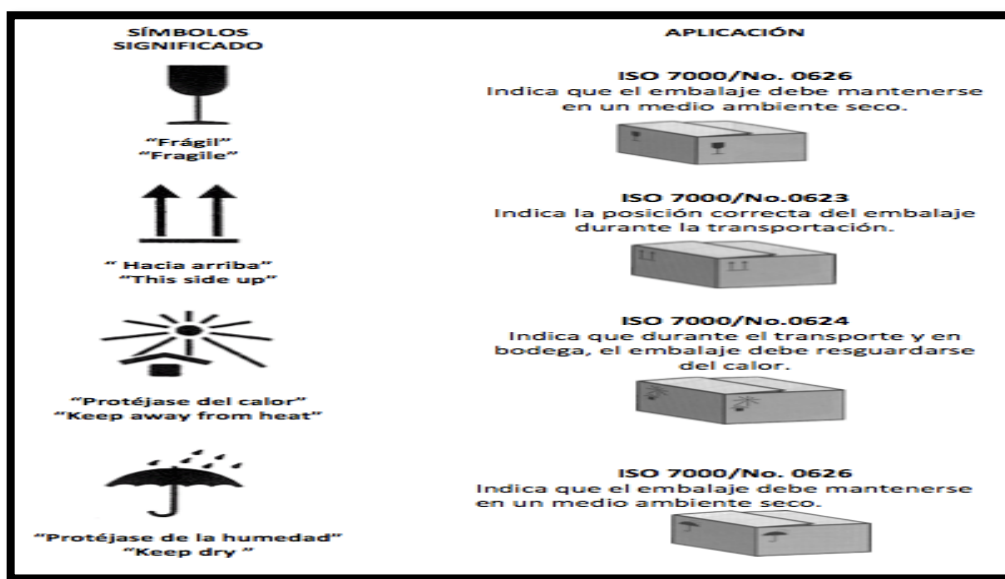 SÍMBOLOS
SIGNIFICADO
APLICACIÓN
“Frágil”
“Fragile”
ISO 7000/No. 0626
Indica que el embalaje debe mantenerse
en un medio ambiente seco.
“ Hacia arriba”
“This side up”
ISO 7000/No.0623
Indica la posición correcta del embalaje
durante la transportación.
“Protéjase del calor”
“Keep away from heat”
ISO 7000/No.0624
Indica que durante el transporte y en
bodega, el embalaje debe resguardarse
del calor.
“Protéjase de la humedad”
“Keep dry ”
ISO 7000/No. 0626
Indica que el embalaje debe mantenerse
en un medio ambiente seco.